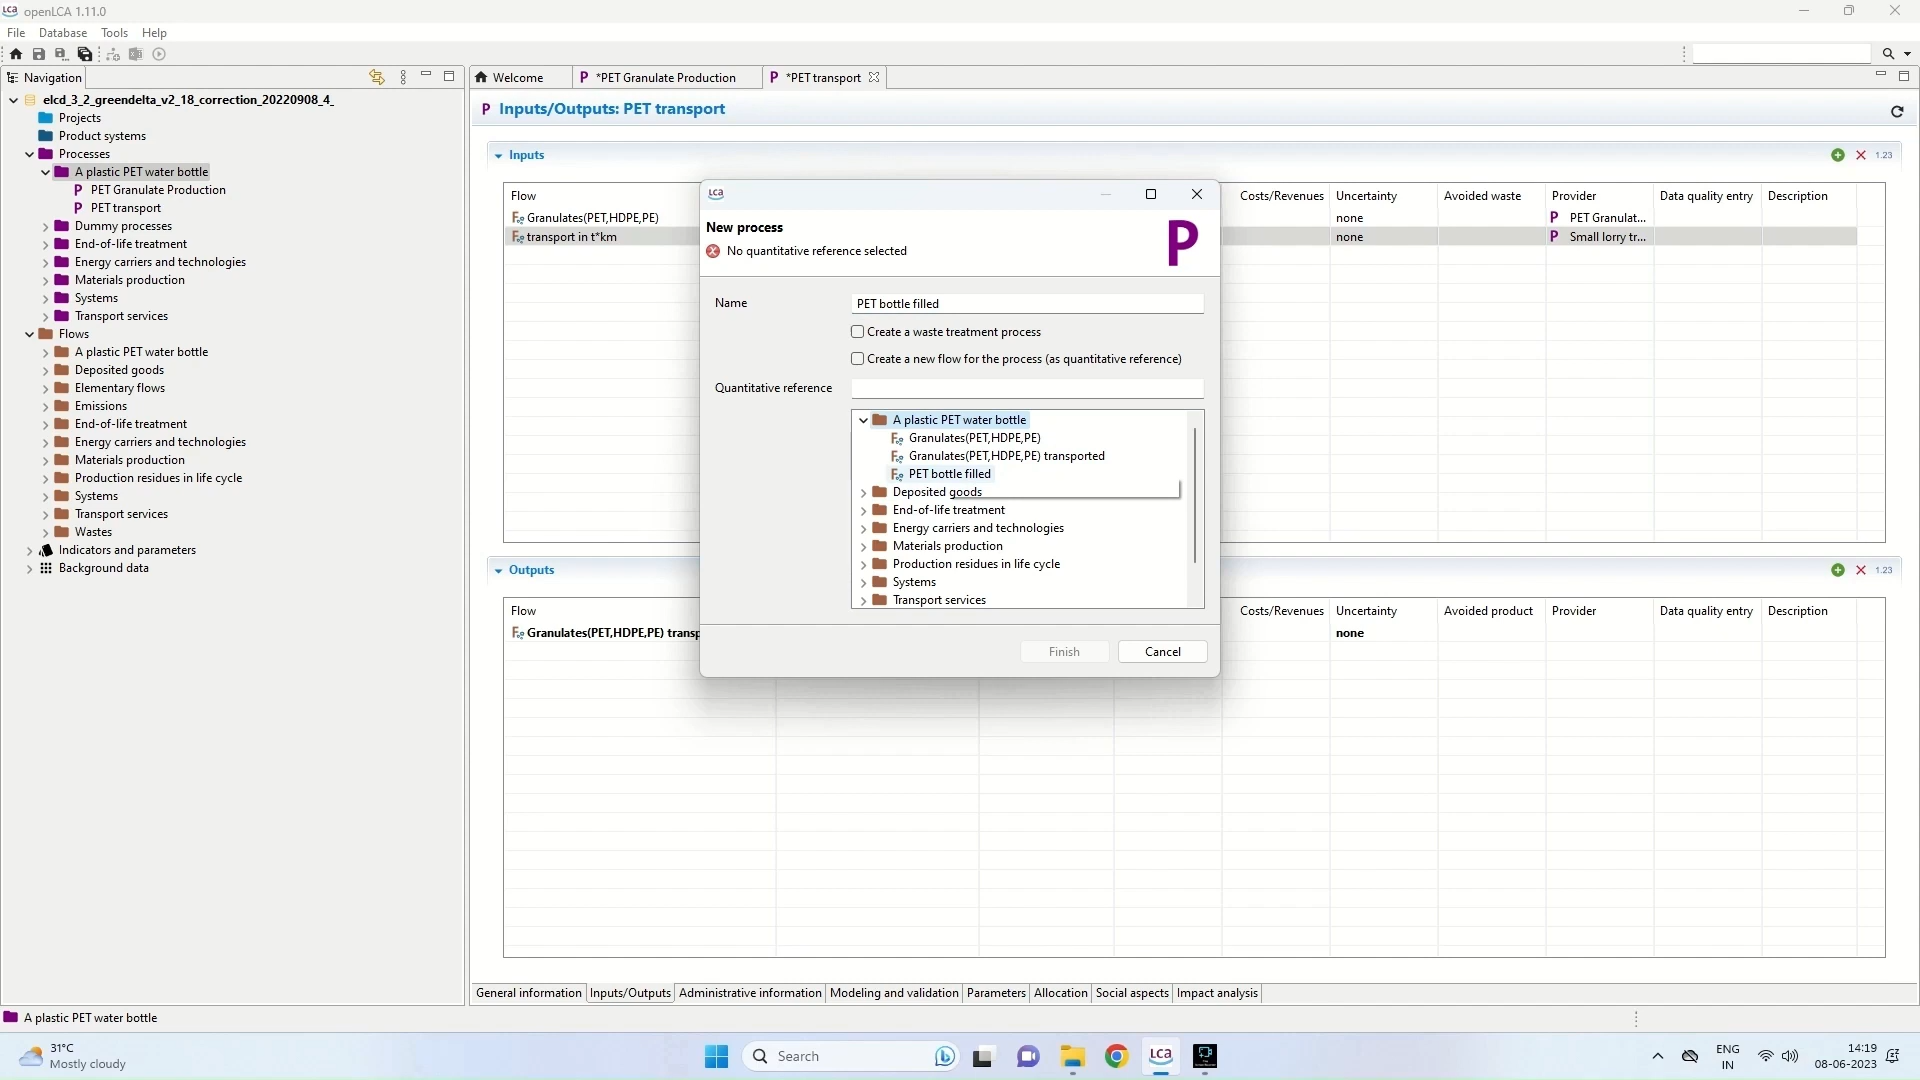 openLCA 1.11.0
File Database Tools Help
Navigation
elcd_3_2_greendelta_v2_18_correction_20220908_4_
Projects
Product systems
Processes
A plastic PET water bottle
PET Granulate Production
PET transport
Dummy processes
End-of-life treatment
Energy carriers and technologies
Materials production
Systems
Transport services
Flows
A plastic PET water bottle
Deposited goods
Elementary flows
Emissions
End-of-life treatment
Energy carriers and technologies
Materials production
Production residues in life cycle
Systems
Transport services
Wastes
Indicators and parameters
Background data
Welcome
P *PET Granulate Production
P *PET transport
P Inputs/Outputs: PET transport
Inputs
1.23
Flow Costs/Revenues Uncertainty Avoided waste Provider Data quality entry Description
Granulates(PET,HDPE,PE) none P PET Granulat...
transport in t*km none P Small lorry tr...
LCA
New process
No quantitative reference selected
P
Name PET bottle filled
Create a waste treatment process
Create a new flow for the process (as quantitative reference)
Quantitative reference
A plastic PET water bottle
Granulates(PET,HDPE,PE)
Granulates(PET,HDPE,PE) transported
PET bottle filled
Deposited goods
End-of-life treatment
Energy carriers and technologies
Materials production
Production residues in life cycle
Systems
Transport services
Finish Cancel
Outputs
1.23
Flow Costs/Revenues Uncertainty Avoided product Provider Data quality entry Description
Granulates(PET,HDPE,PE) transp none
General information Inputs/Outputs Administrative information Modeling and validation Parameters Allocation Social aspects Impact analysis
A plastic PET water bottle
31°C
Mostly cloudy
Search
LCA
ENG
IN
14:19
08-06-2023